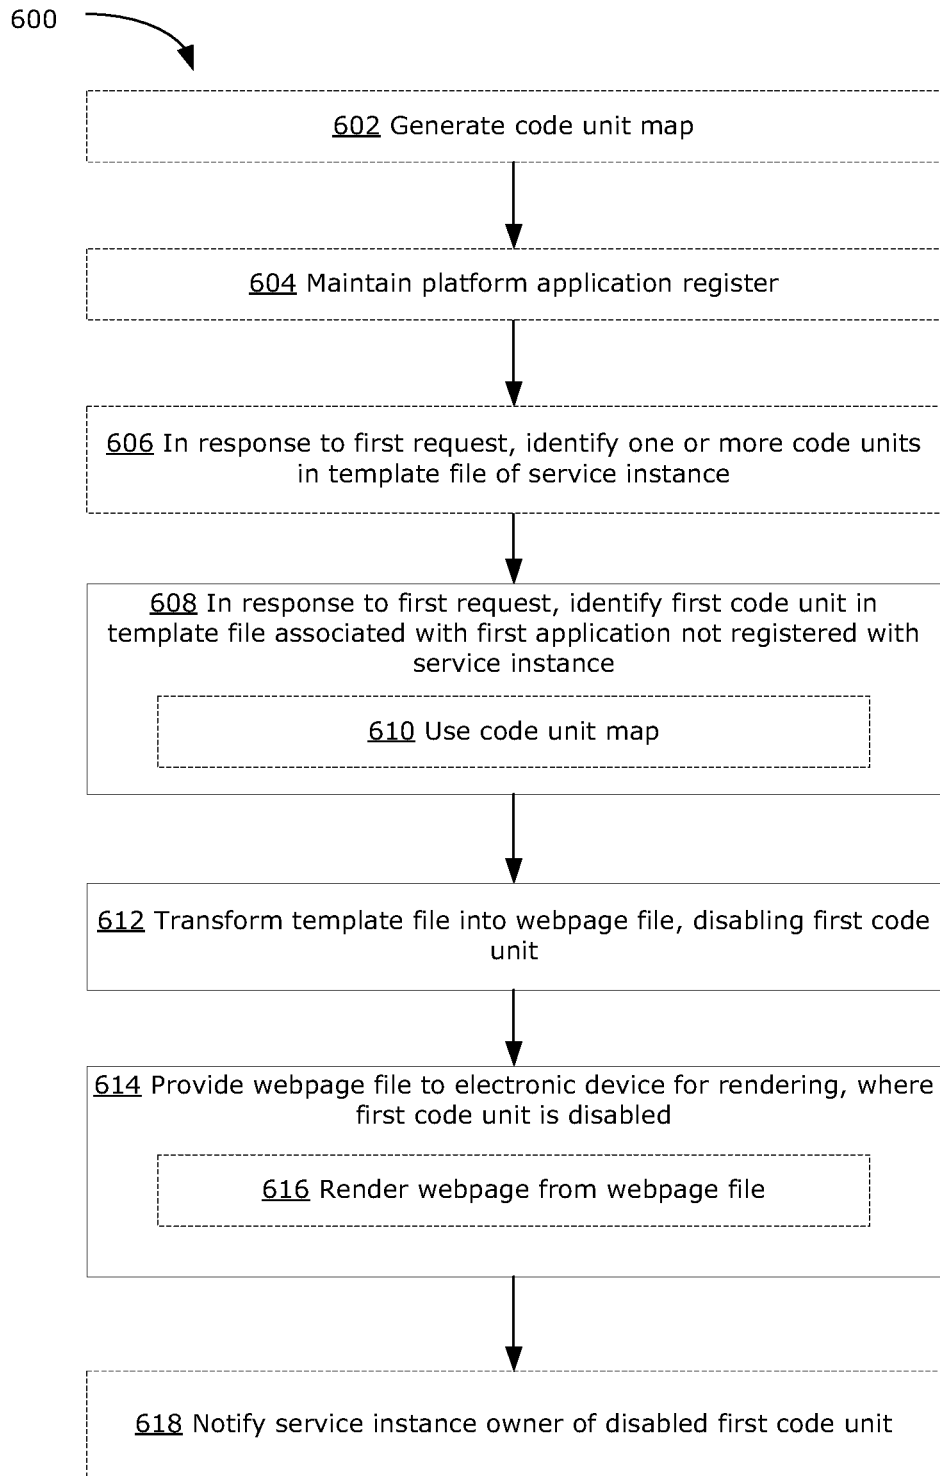 600
602 Generate code unit map
604 Maintain platform application register
606 In response to first request, identify one or more code units
in template file of service instance
608 In response to first request, identify first code unit in
template file associated with first application not registered with
service instance
610 Use code unit map
612 Transform template file into webpage file, disabling first code
unit
614 Provide webpage file to electronic device for rendering, where
first code unit is disabled
616 Render webpage from webpage file
618 Notify service instance owner of disabled first code unit